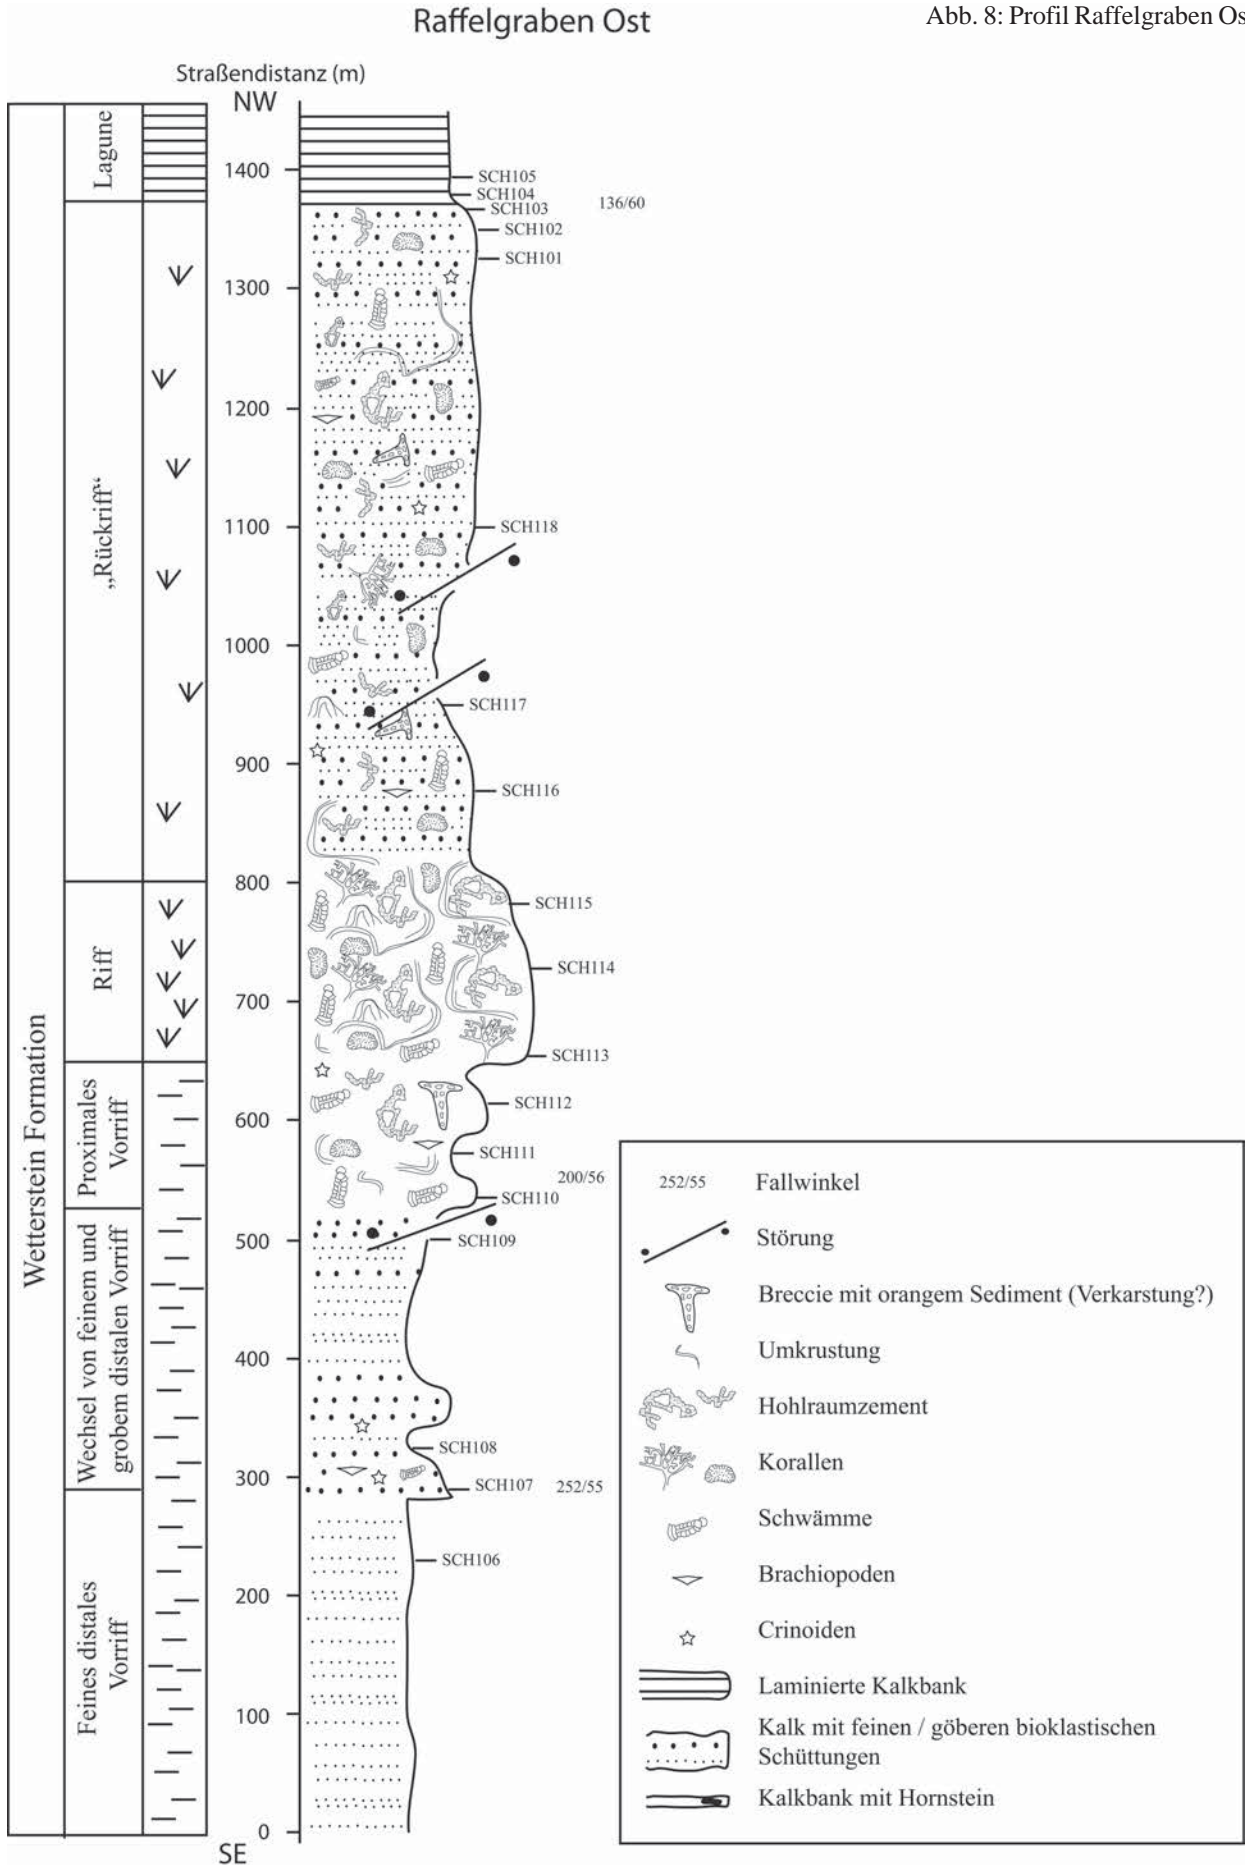 Raffelgraben Ost
Abb. 8: Profil Raffelgraben Os
Straßendistanz (m)
NW
Lagune
1400
SCH105
SCH104
SCH103
136/60
SCH102
SCH101
1300
1200
„Rückriff“
1100
SCH118
1000
SCH117
900
SCH116
800
SCH115
Riff
SCH114
700
SCH113
Wetterstein Formation
Proximales
Vorriff
SCH112
600
SCH111
200/56
SCH110
Wechsel von feinem und
grobem distalen Vorriff
500
SCH109
400
SCH108
300
SCH107
252/55
Feines distales
Vorriff
SCH106
200
100
0
SE
252/55
Fallwinkel
Störung
Breccie mit orangem Sediment (Verkarstung?)
Umkrustung
Hohlraumzement
Korallen
Schwämme
Brachiopoden
Crinoiden
Laminierte Kalkbank
Kalk mit feinen / göberen bioklastischen
Schüttungen
Kalkbank mit Hornstein